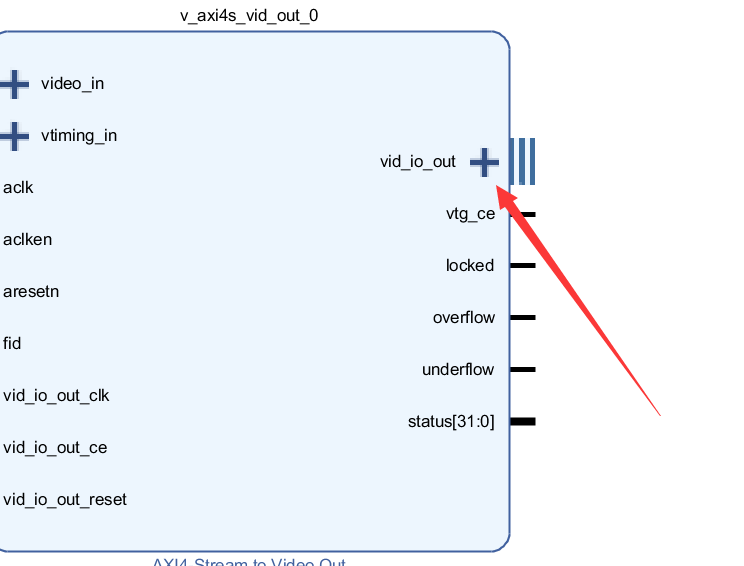 v_axi4s_vid_out_0
video_in
vtiming_in
aclk
aclken
aresetn
fid
vid_io_out_clk
vid_io_out_ce
vid_io_out_reset
vid_io_out
vtg_ce
locked
overflow
underflow
status[31:0]
AXI4-Stream to Video Out